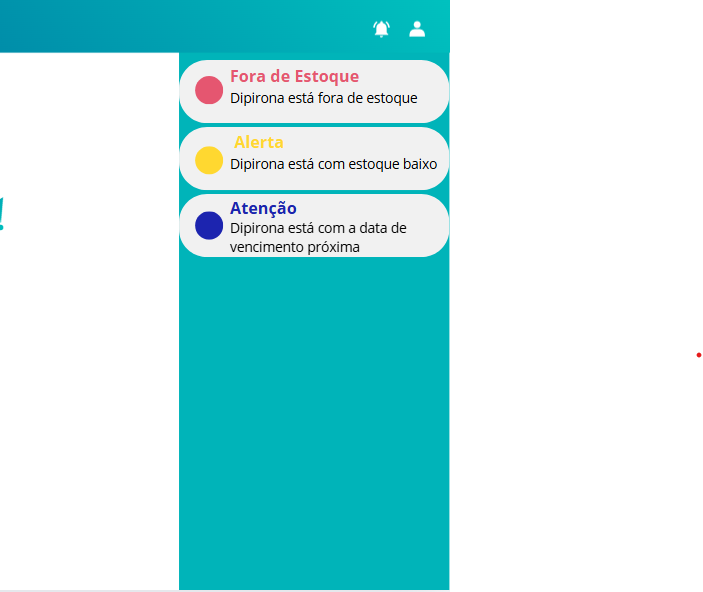 Fora de Estoque
Dipirona está fora de estoque
Alerta
Dipirona está com estoque baixo
Atenção
Dipirona está com a data de
vencimento próxima